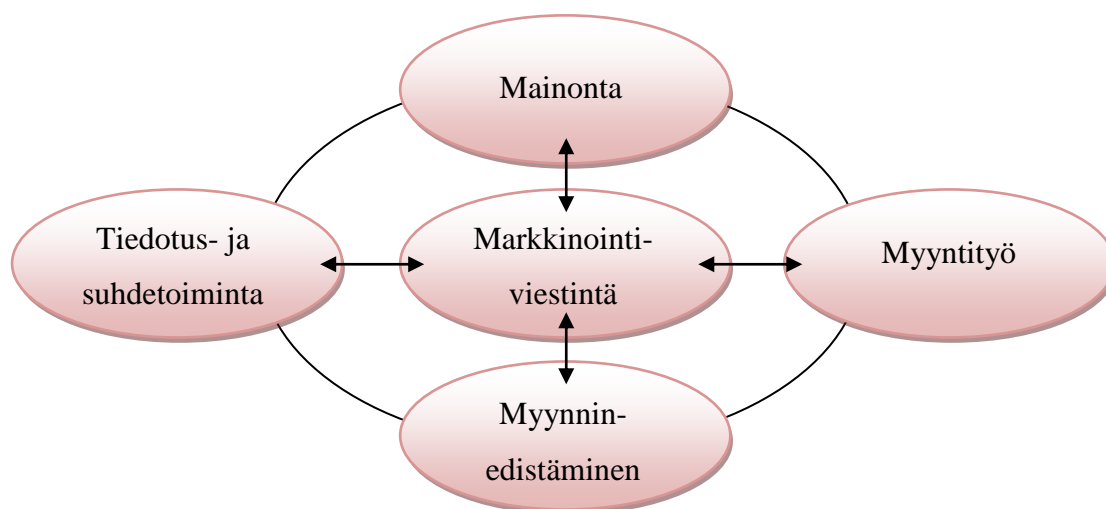 Mainonta
Tiedotus- ja
suhdetoiminta
Markkinointi-
viestintä
Myyntityö
Myynnin-
edistäminen